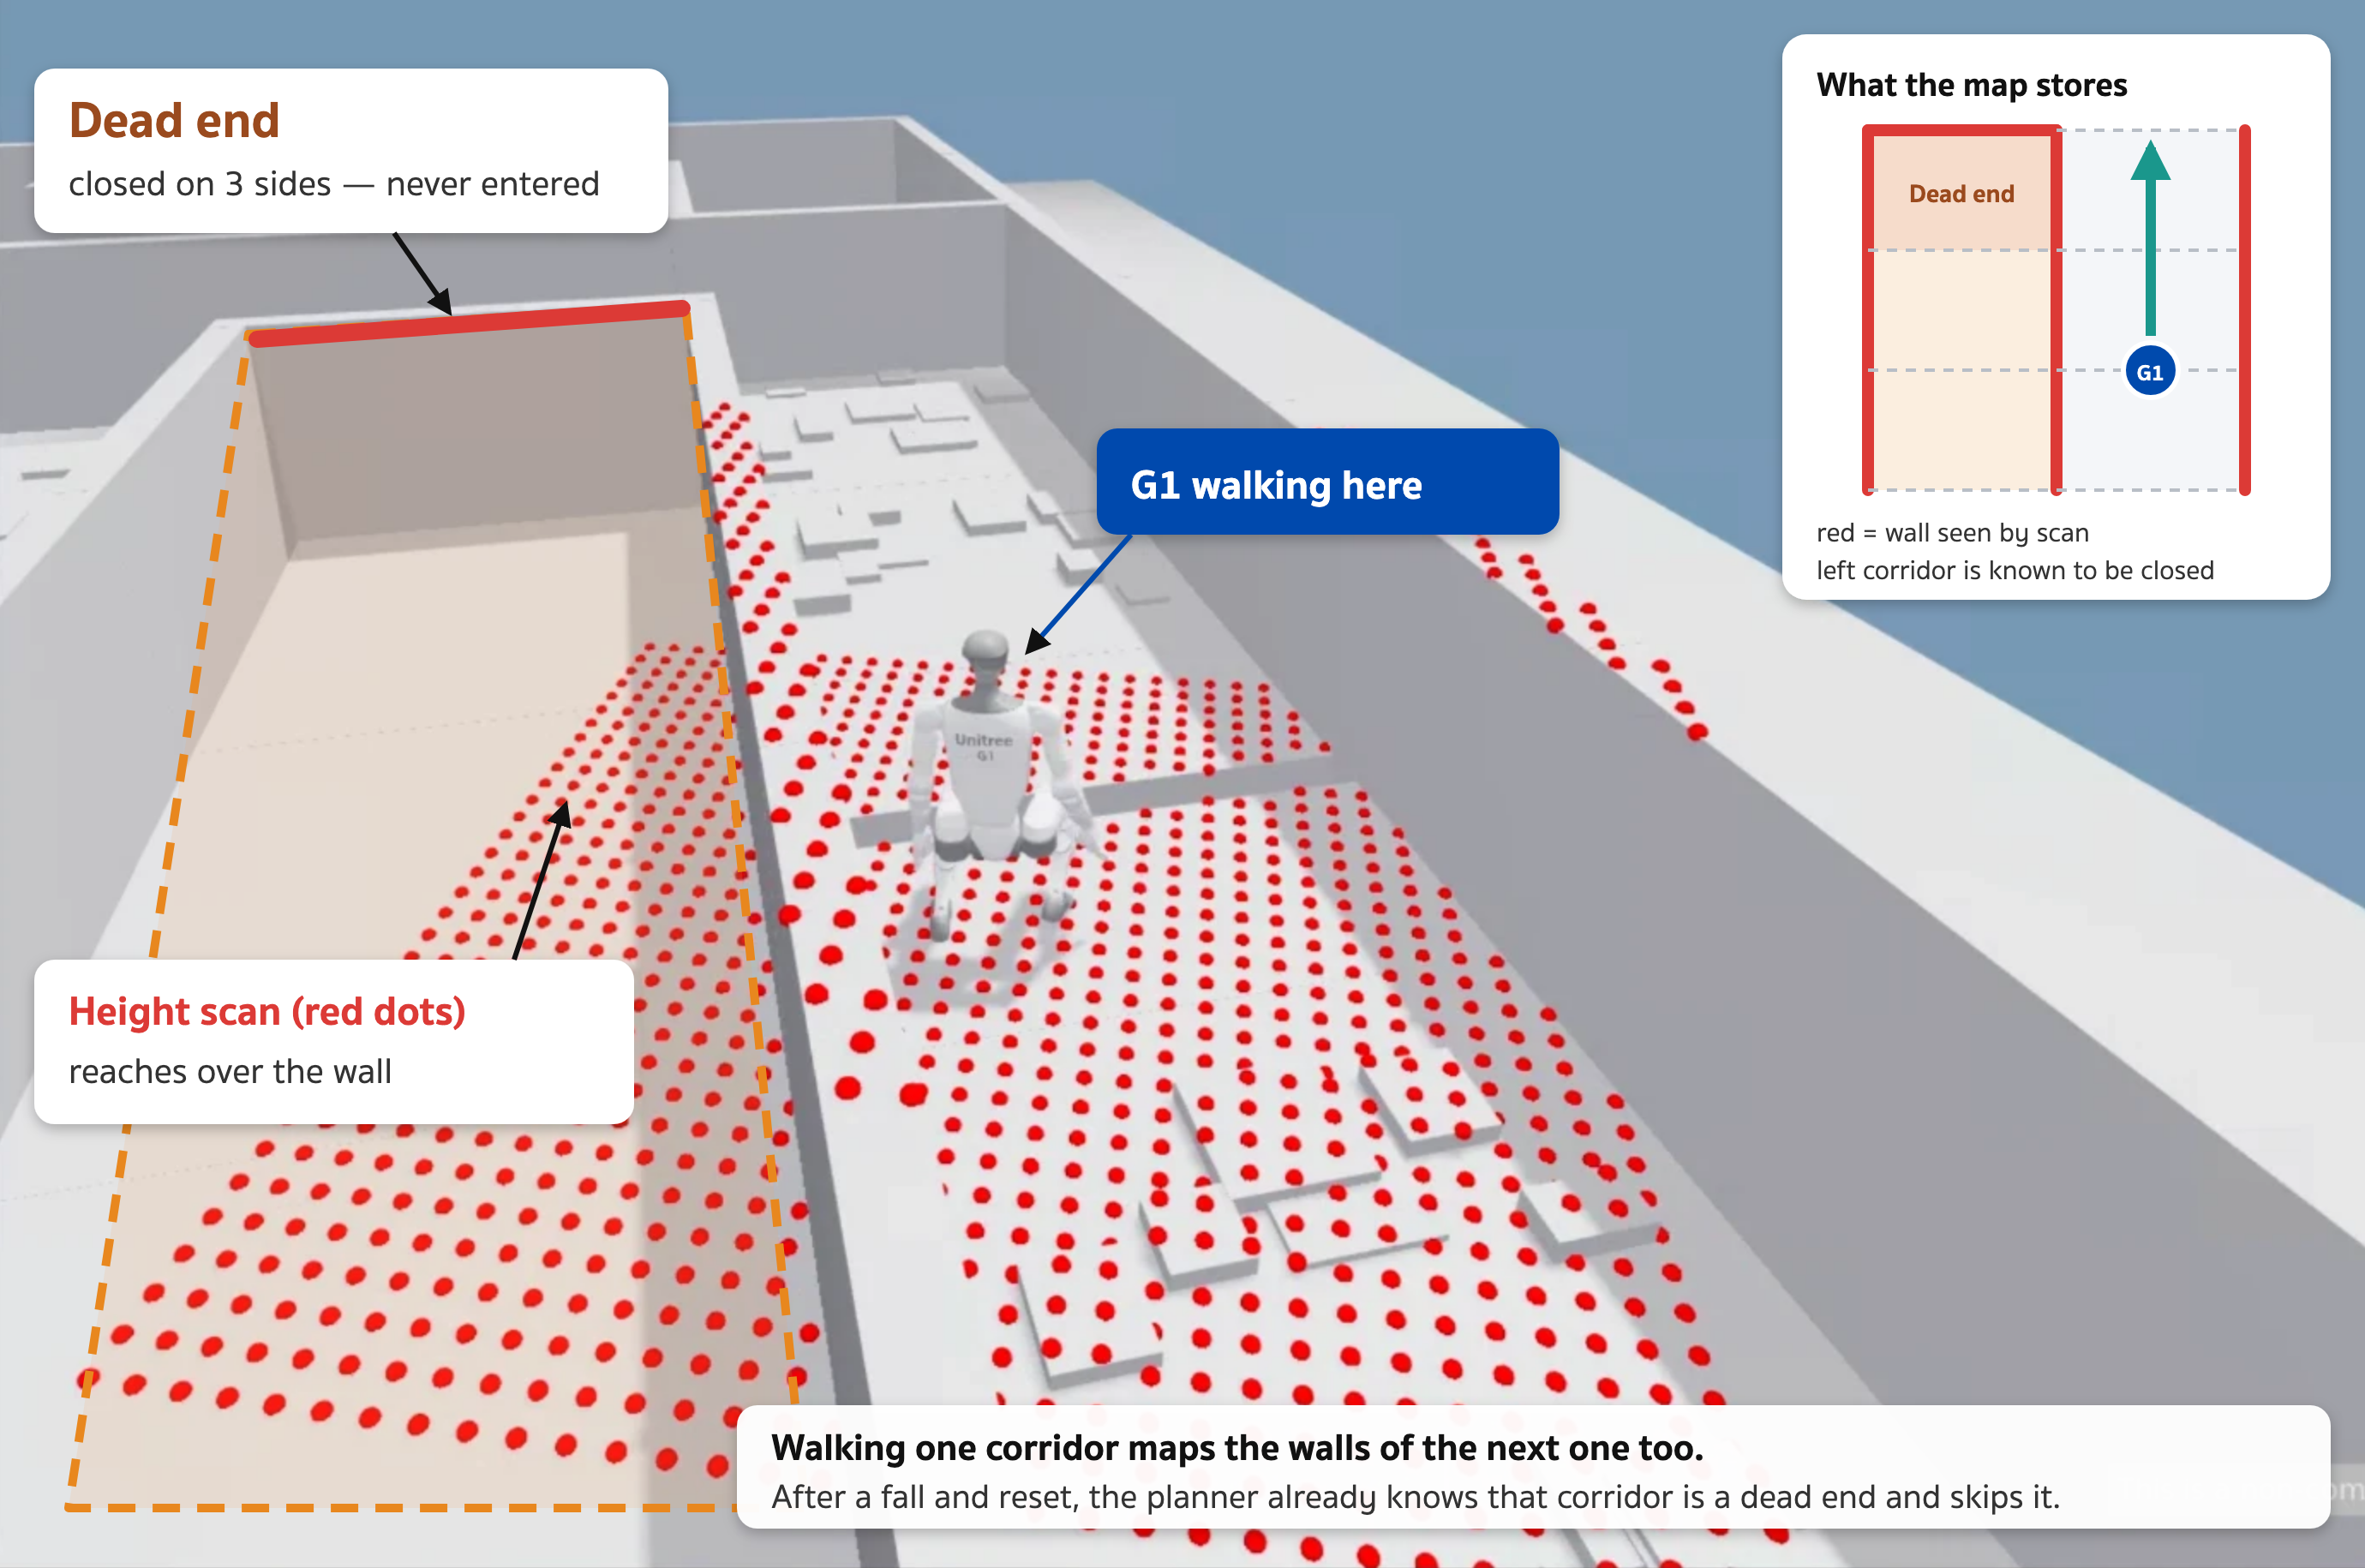 Dead end
closed on 3 sides — never entered
What the map stores
Dead end
G1
red = wall seen by scan
left corridor is known to be closed
G1 walking here
Unitree
G1
Height scan (red dots)
reaches over the wall
Walking one corridor maps the walls of the next one too.
After a fall and reset, the planner already knows that corridor is a dead end and skips it.